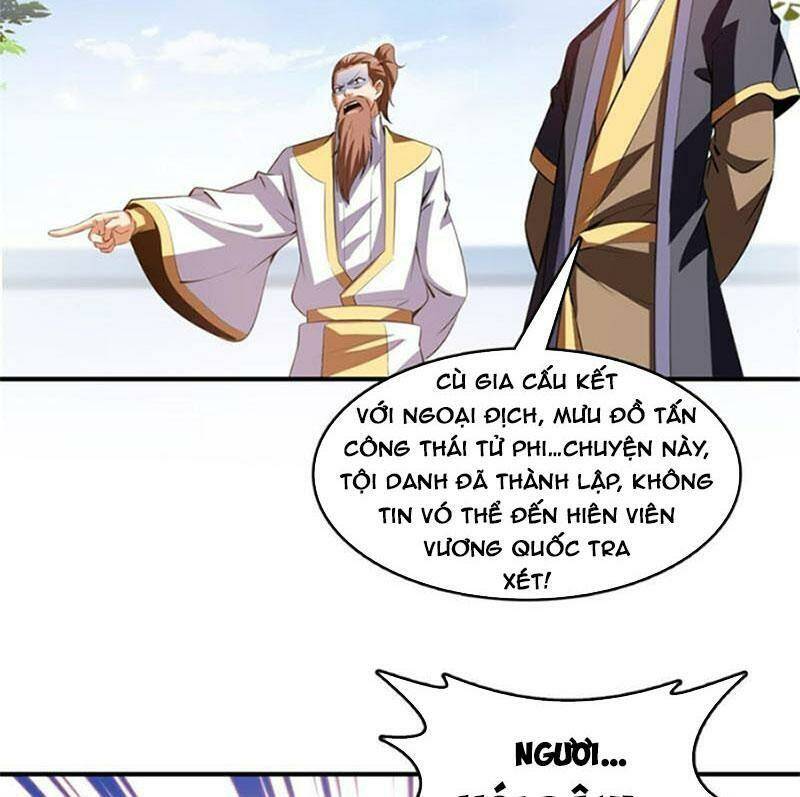 CÙ GIA CẤU KẾT
VỚI NGOẠI ĐỊCH, MƯU ĐỒ TẤN
CÔNG THÁI TỬ PHI...CHUYỆN NÀY,
TỘI DANH ĐÃ THÀNH LẬP, KHÔNG
TIN VÓ THỂ ĐẾN HIÊN VIÊN
VƯƠNG QUỐC TRA
XÉT!
NGƯƠI...